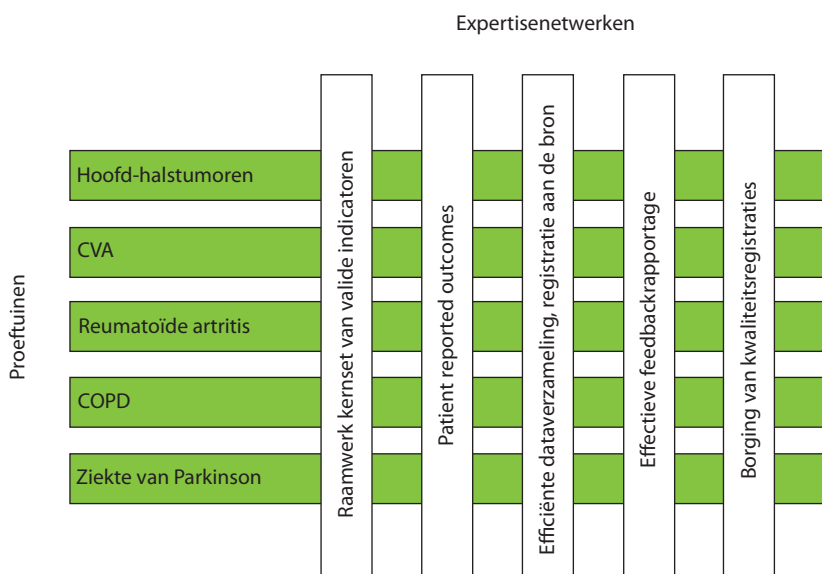 Expertisenetwerken
Proeftuinen
Hoofd-halstumoren
CVA
Reumatoïde artritis
COPD
Ziekte van Parkinson
Raamwerk kernset van valide indicatoren
Patient reported outcomes
Efficiënte dataverzameling, registratie aan de bron
Effectieve feedbackrapportage
Borging van kwaliteitsregistraties